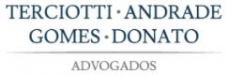 TERCIOTTI · ANDRADE
GOMES · DONATO
ADVOGADOS